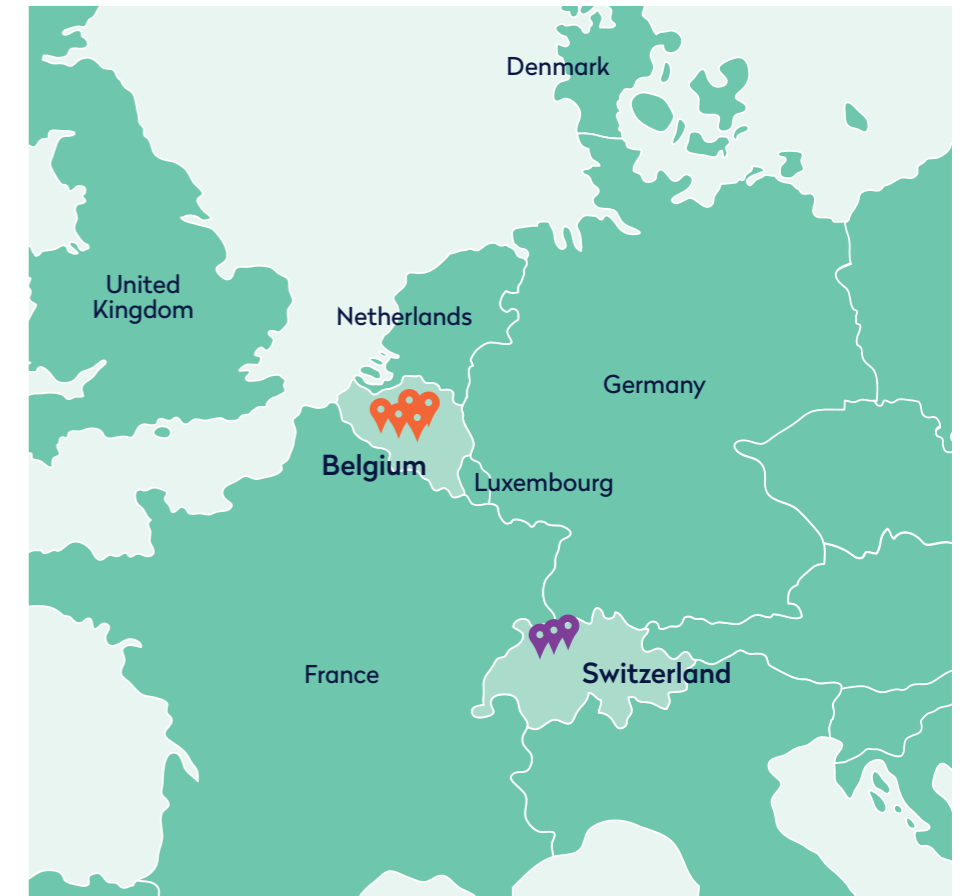 Denmark
United
Kingdom
Netherlands
Germany
Belgium
Luxembourg
France
Switzerland